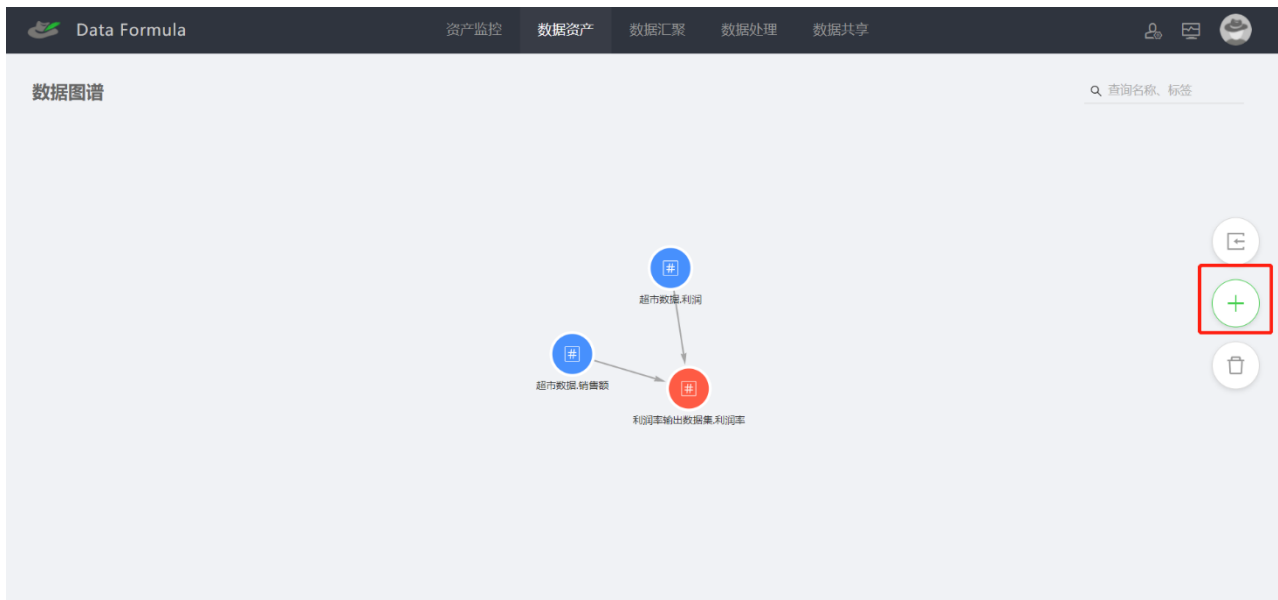 Data Formula
资产监控 数据资产 数据汇聚 数据处理 数据共享
数据图谱
查询名称、标签
#
超市数据.利润
#
超市数据.销售额
#
利润率输出数据集.利润率